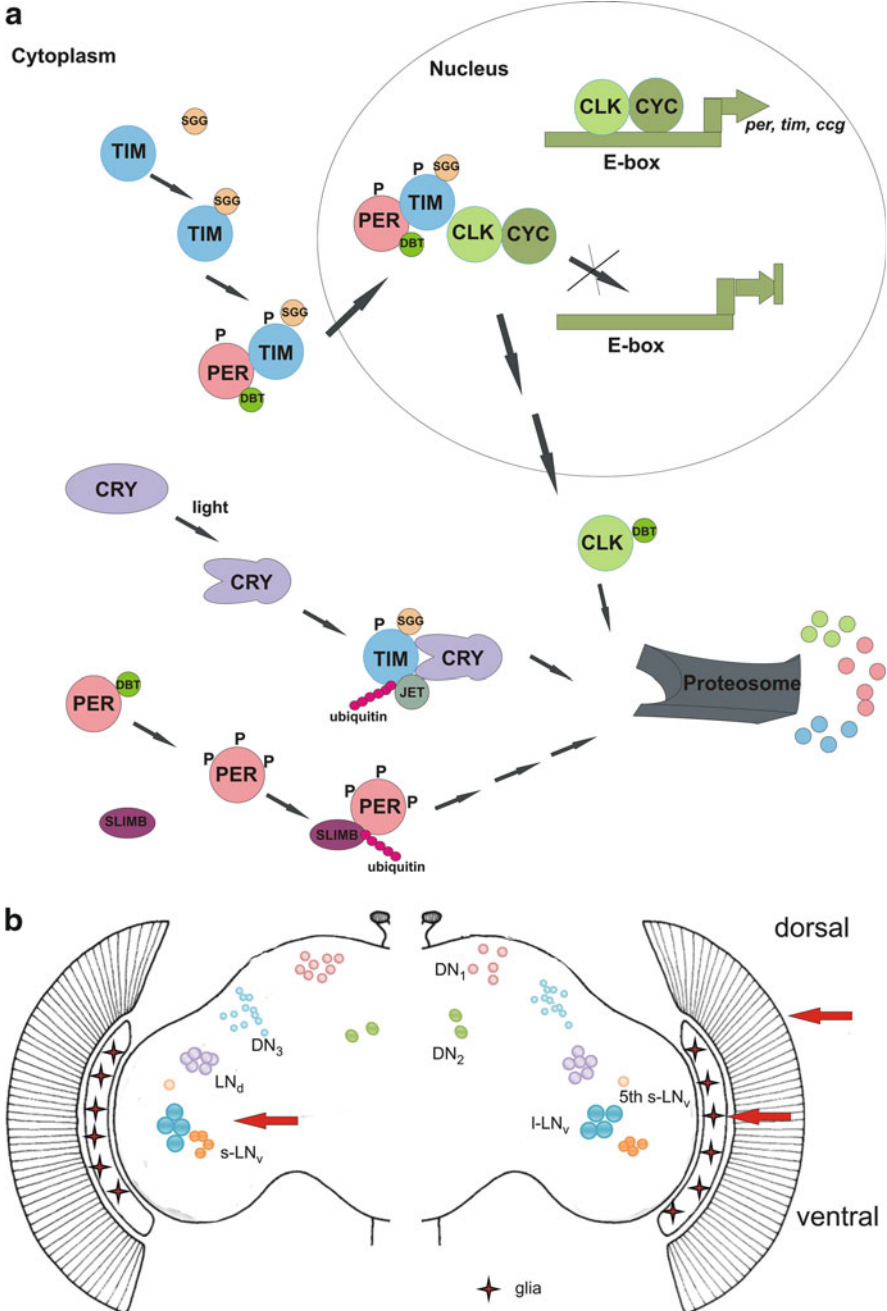 a
Cytoplasm
Nucleus
SGG
TIM
CLK
CYC
per, tim, ccg
E-box
SGG
TIM
P
SGG
P
TIM
PER
DBT
CLK
CYC
P
SGG
P
TIM
PER
DBT
E-box
CRY
light
CRY
CLK
DBT
P
SGG
TIM
CRY
JET
ubiquitin
Proteosome
PER
DBT
P
P
P
PER
P
P
P
PER
SLIMB
SLIMB
ubiquitin
b
dorsal
DN1
DN3
DN2
LNd
5th s-LNv
l-LNv
s-LNv
ventral
glia